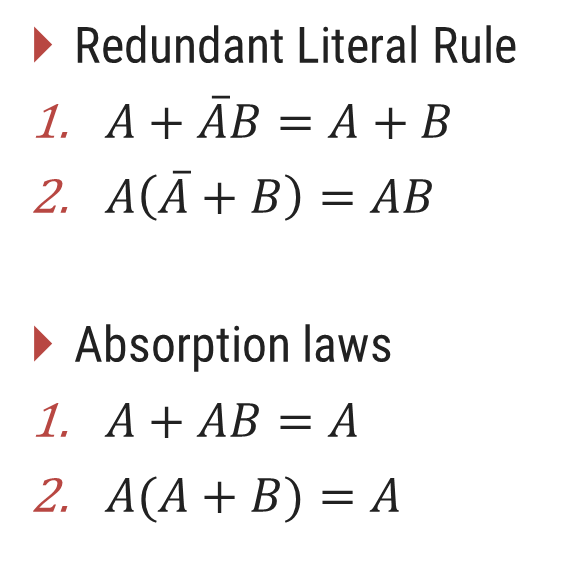 Redundant Literal Rule
1. A + ĀB = A + B
2. A(Ā + B) = AB
Absorption laws
1. A + AB = A
2. A(A + B) = A